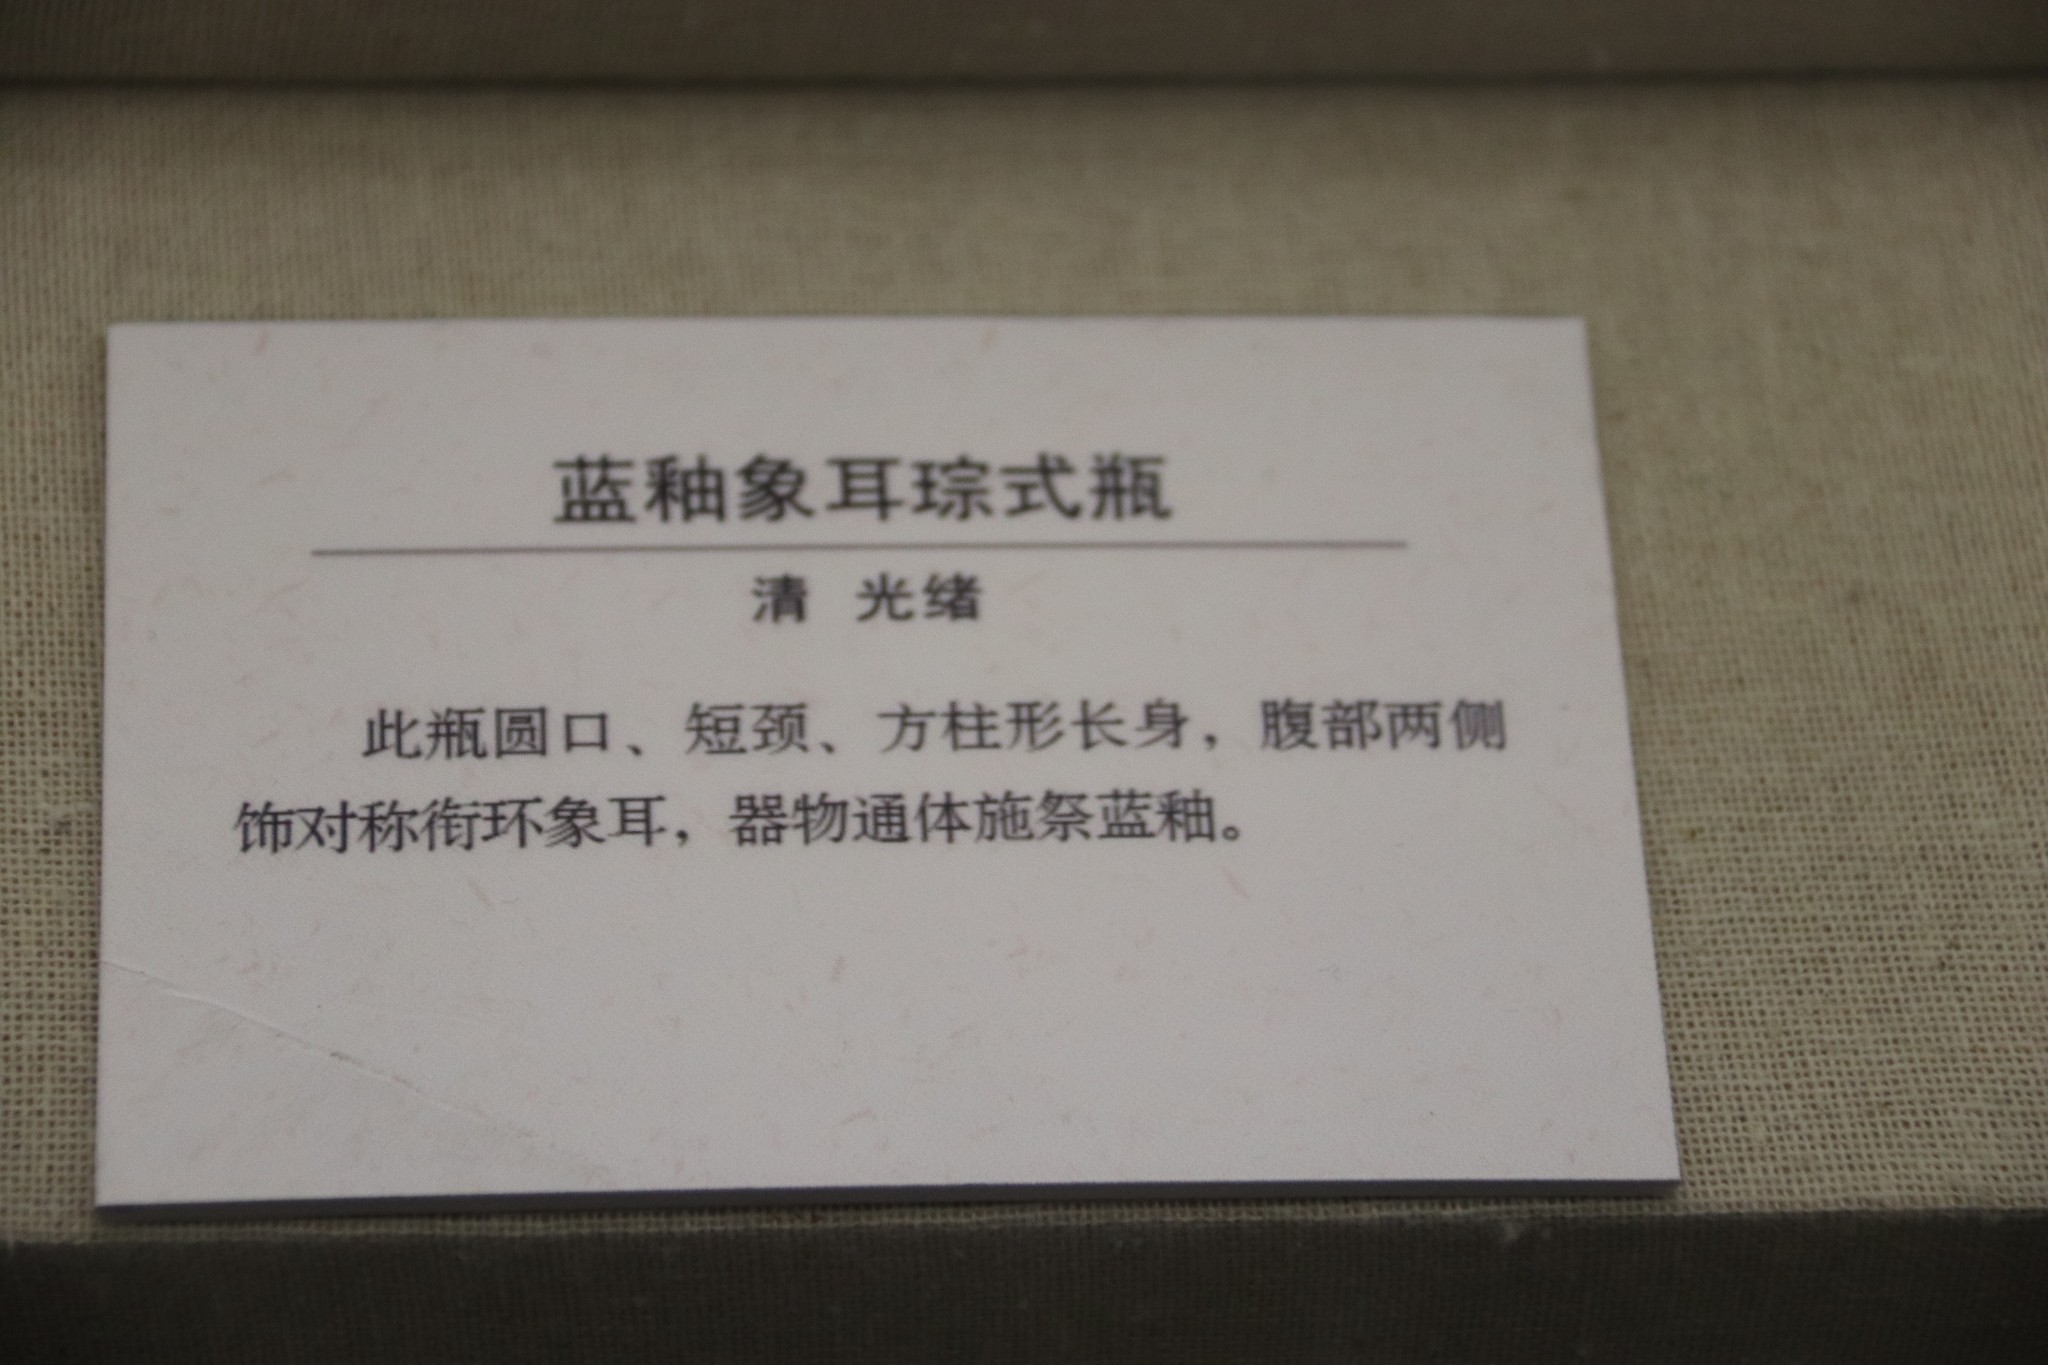 蓝釉象耳琮式瓶
清 光绪
此瓶圆口、短颈、方柱形长身，腹部两侧
饰对称衔环象耳，器物通体施祭蓝釉。